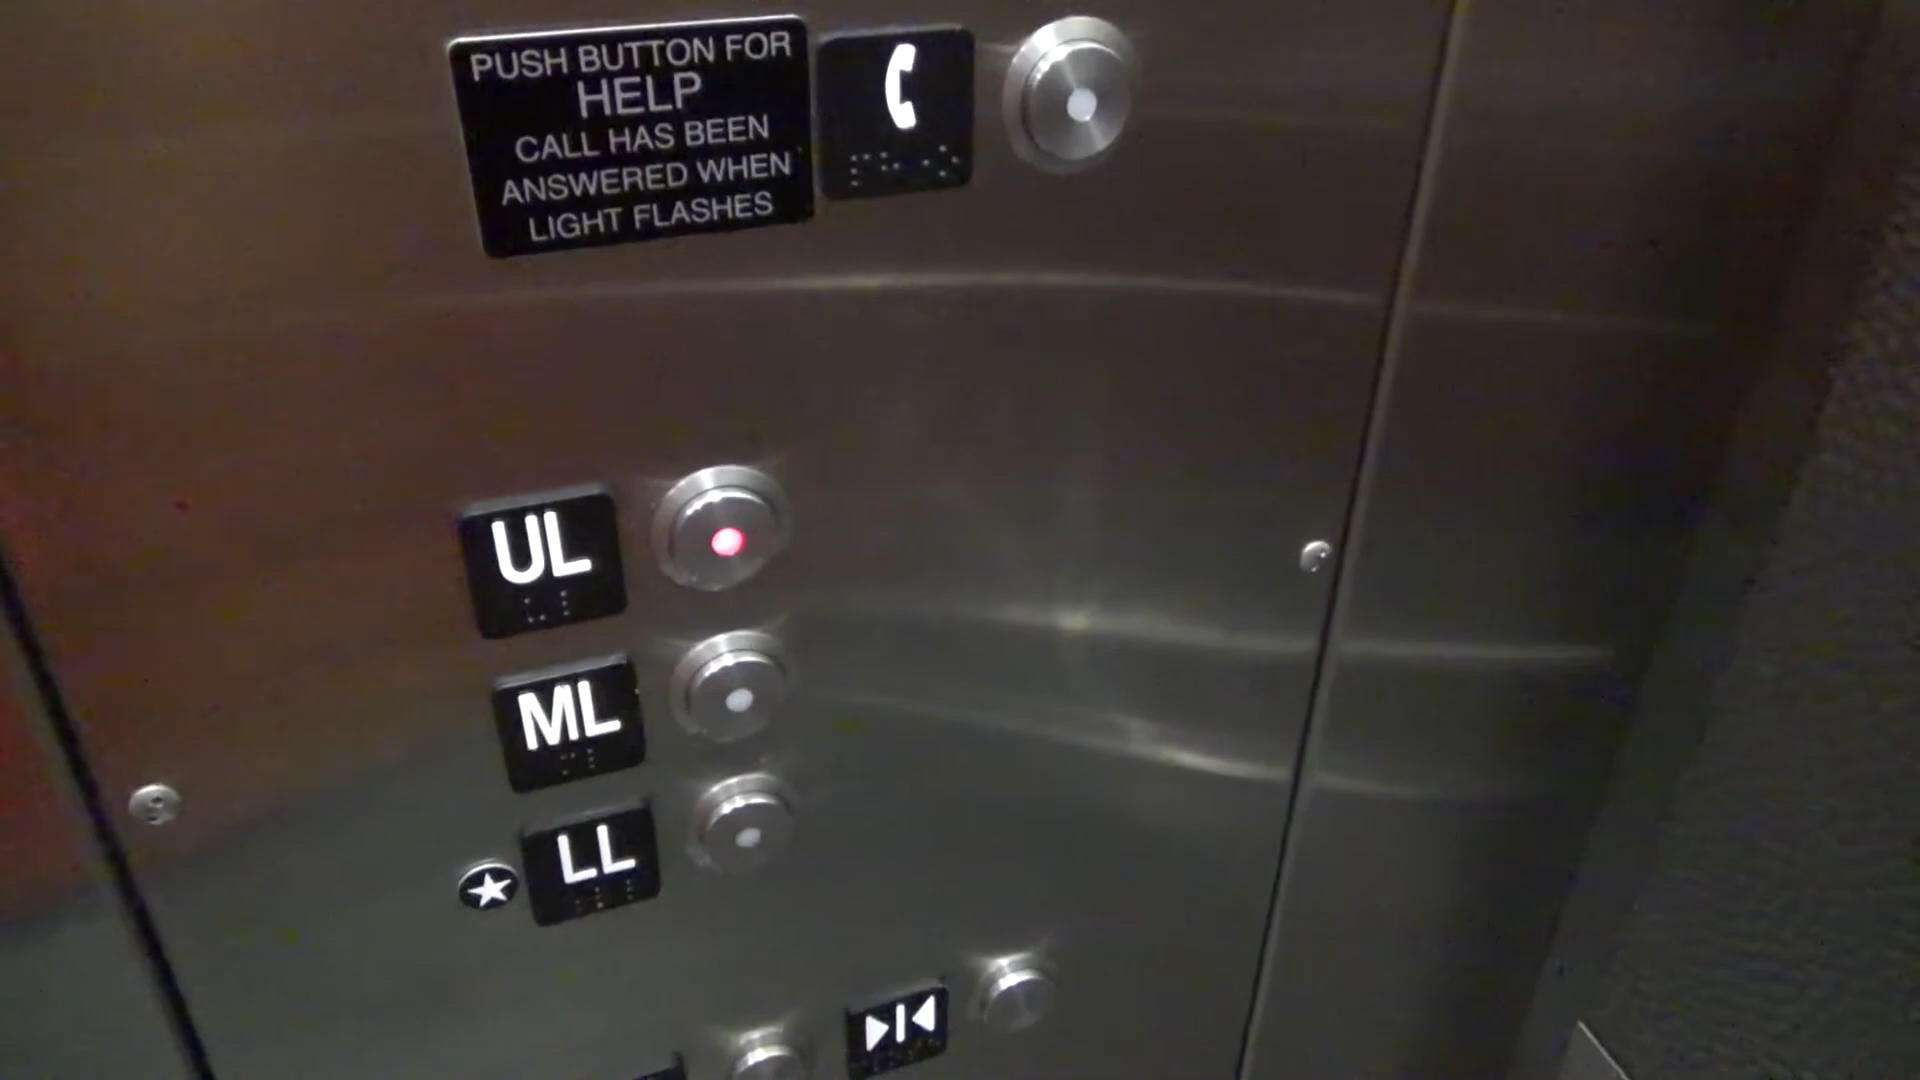 PUSH BUTTON FOR
HELP
CALL HAS BEEN
ANSWERED WHEN
LIGHT FLASHES
UL
ML
LL